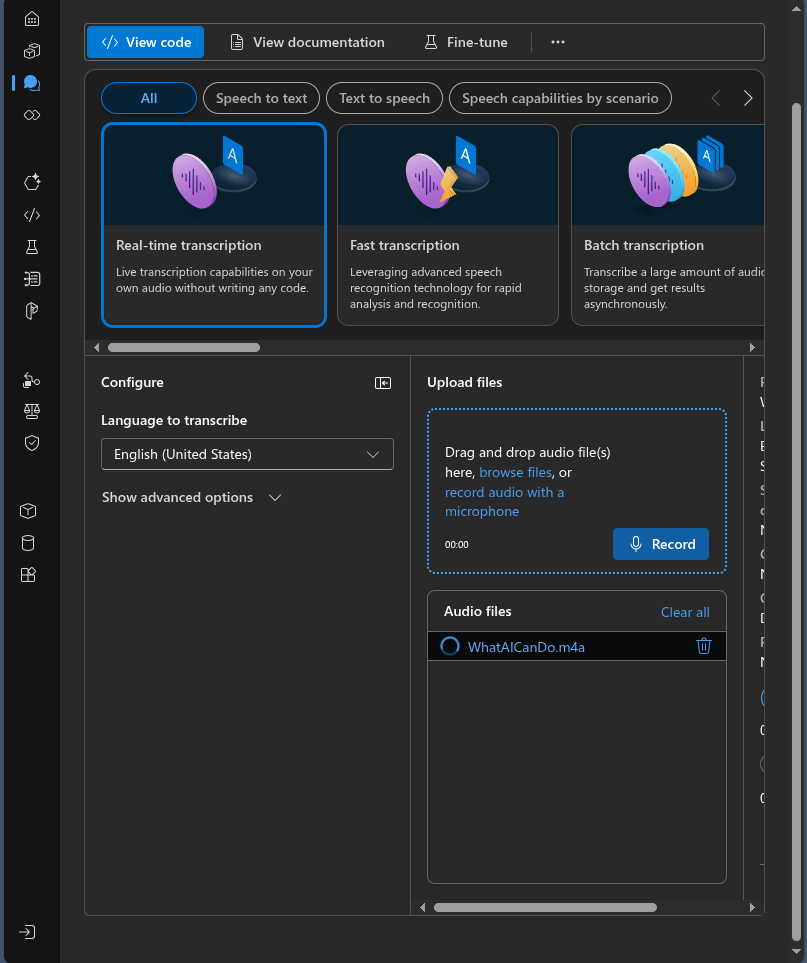 View code
View documentation
Fine-tune
All
Speech to text
Text to speech
Speech capabilities by scenario
A
A
A
Real-time transcription
Live transcription capabilities on your
own audio without writing any code.
Fast transcription
Leveraging advanced speech
recognition technology for rapid
analysis and recognition.
Batch transcription
Transcribe a large amount of audio
storage and get results
asynchronously.
Configure
Language to transcribe
English (United States)
Show advanced options
Upload files
Drag and drop audio file(s)
here, browse files, or
record audio with a
microphone
00:00
Record
Audio files
Clear all
WhatAICanDo.m4a